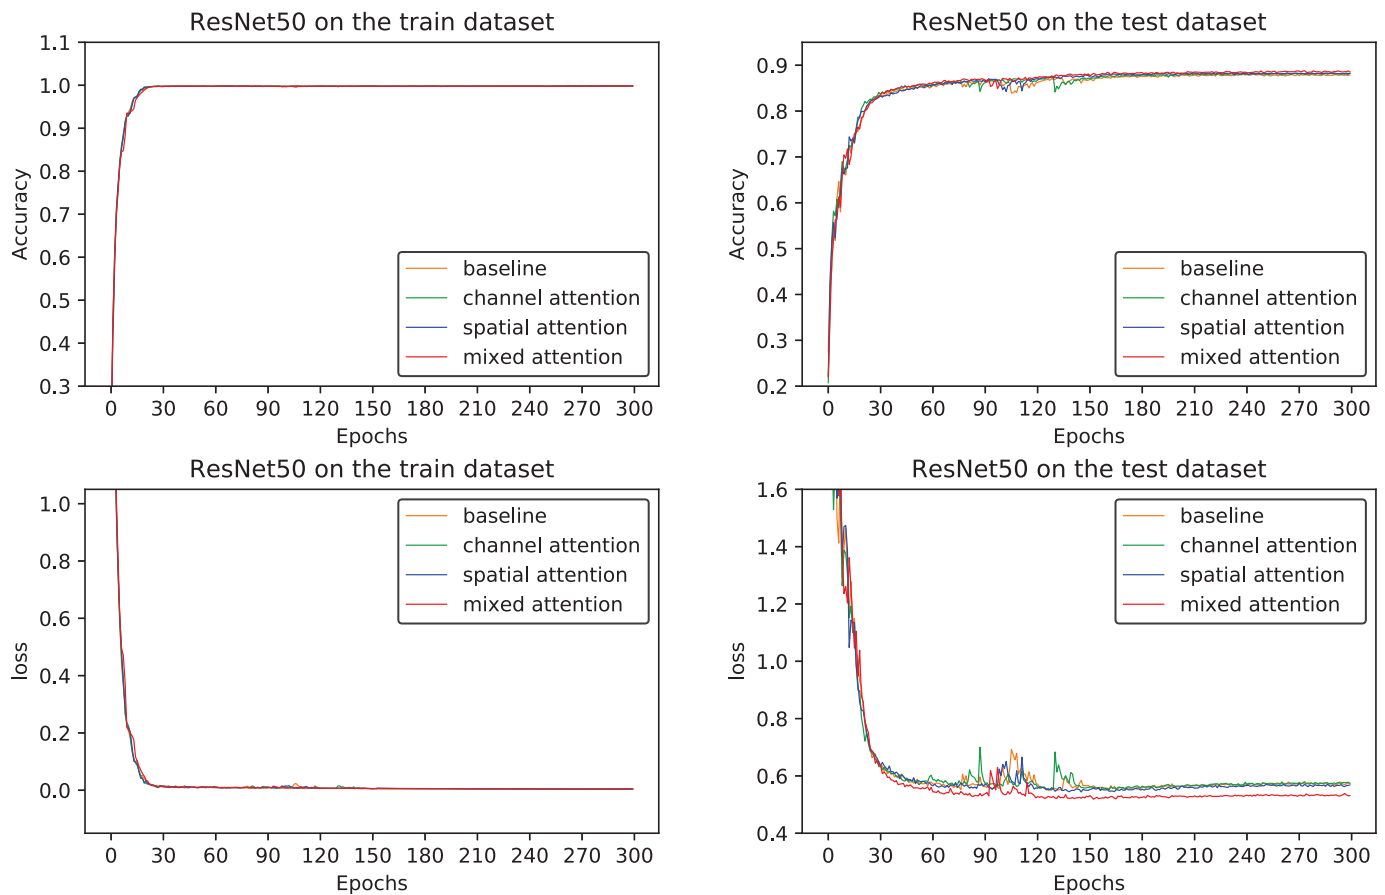 ResNet50 on the train dataset
1.1
1.0
0.9
0.8
0.7
0.6
0.5
0.4
0.3
Accuracy
baseline
channel attention
spatial attention
mixed attention
0 30 60 90 120 150 180 210 240 270 300
Epochs
ResNet50 on the test dataset
0.9
0.8
0.7
0.6
0.5
0.4
0.3
0.2
Accuracy
baseline
channel attention
spatial attention
mixed attention
0 30 60 90 120 150 180 210 240 270 300
Epochs
ResNet50 on the train dataset
1.0
0.8
0.6
0.4
0.2
0.0
loss
baseline
channel attention
spatial attention
mixed attention
0 30 60 90 120 150 180 210 240 270 300
Epochs
ResNet50 on the test dataset
1.6
1.4
1.2
1.0
0.8
0.6
0.4
loss
baseline
channel attention
spatial attention
mixed attention
0 30 60 90 120 150 180 210 240 270 300
Epochs